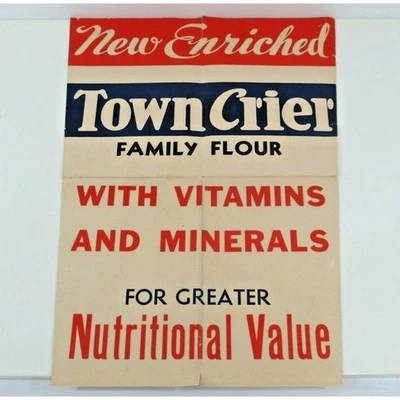 New Enriched
Town Crier
FAMILY FLOUR
WITH VITAMINS
AND MINERALS
FOR GREATER
Nutritional Value